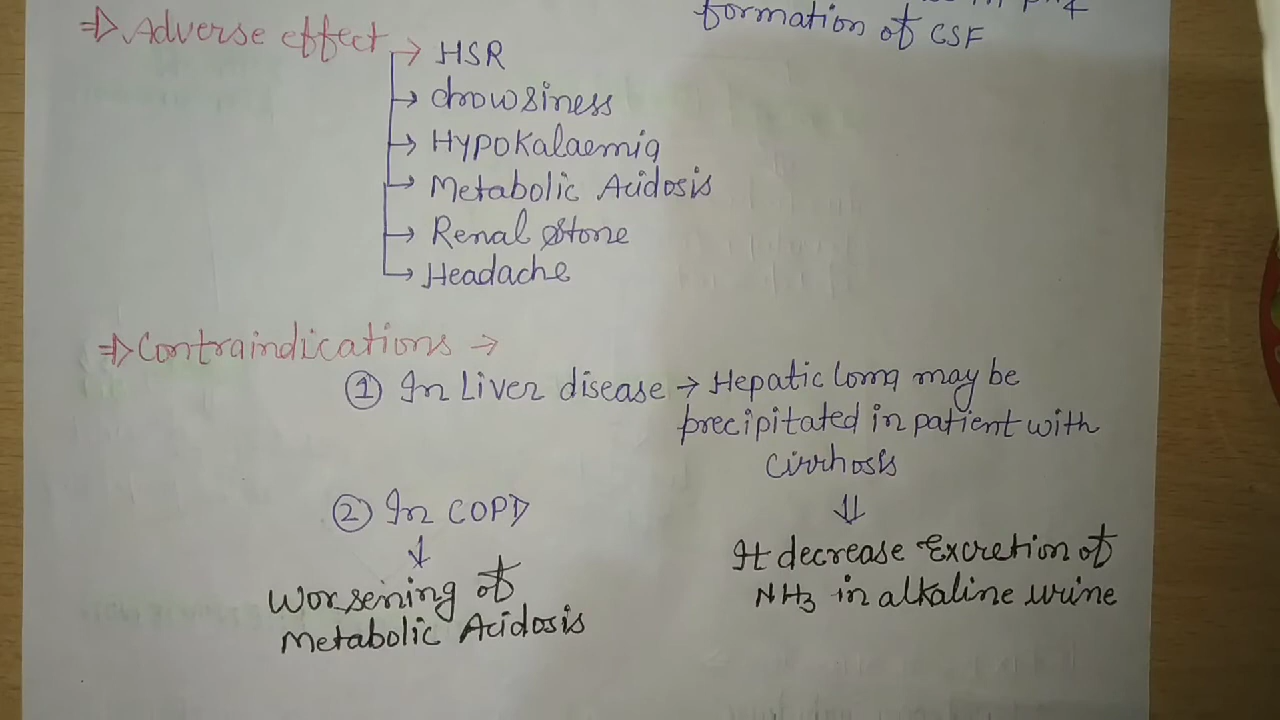 formation of CSF
⇒ Adverse effect → HSR
→ drowsiness
→ Hypokalaemia
→ Metabolic Acidosis
→ Renal stone
→ Headache
⇒ Contraindications →
① In Liver disease → Hepatic Coma may be
precipitated in patient with
cirrhosis
⇓
It decrease Excretion of
NH3 in alkaline urine
② In COPD
↓
Worsening of
Metabolic Acidosis